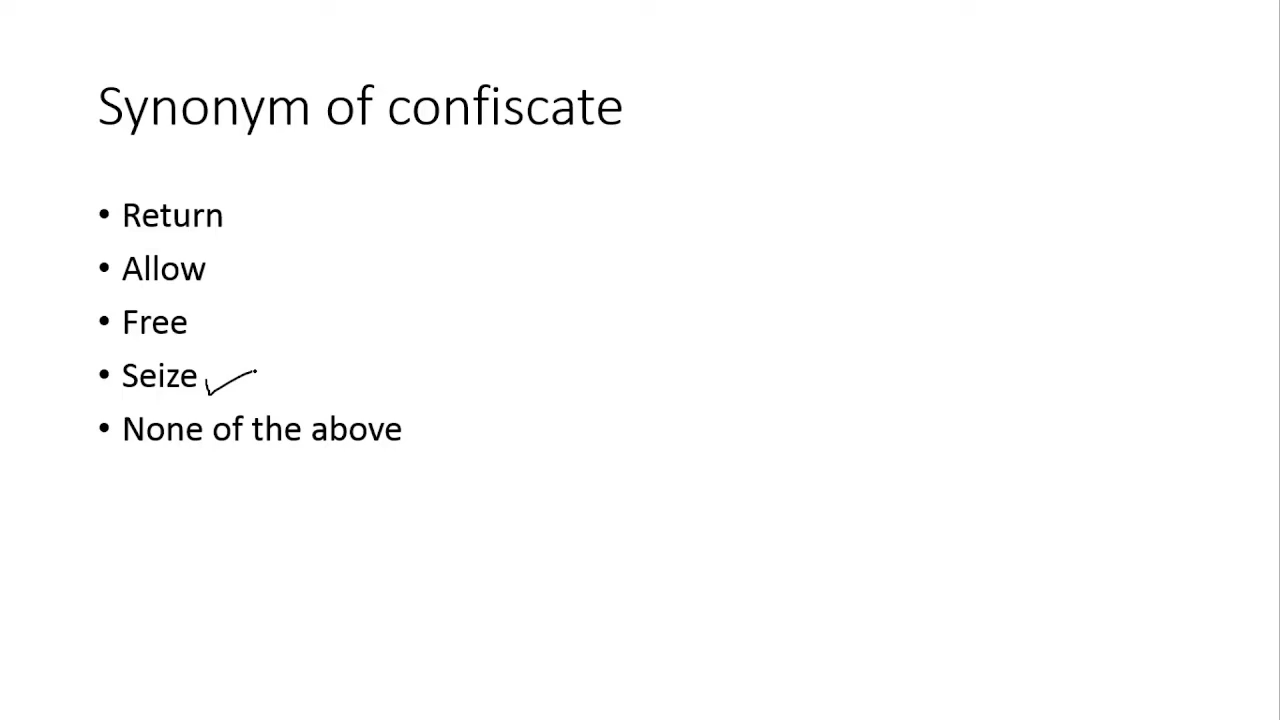 Synonym of confiscate
• Return
• Allow
• Free
• Seize
• None of the above